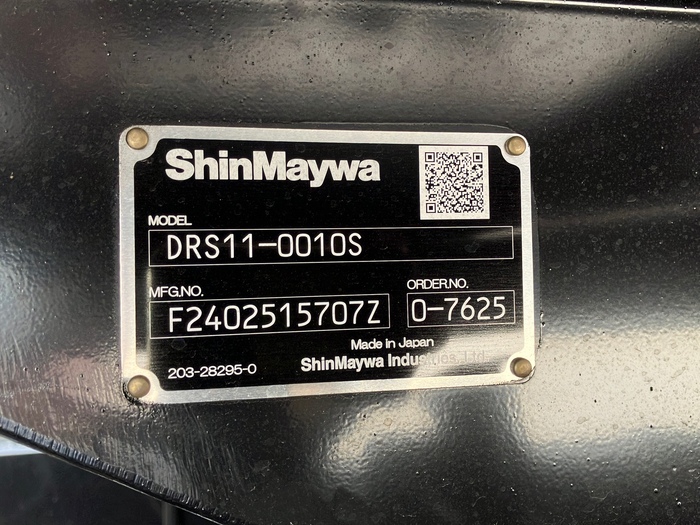 ShinMaywa
MODEL
DRS11-0010S
MFG.NO.
F2402515707Z
ORDER.NO.
0-7625
Made in Japan
ShinMaywa Industries, Ltd.
203-28295-0